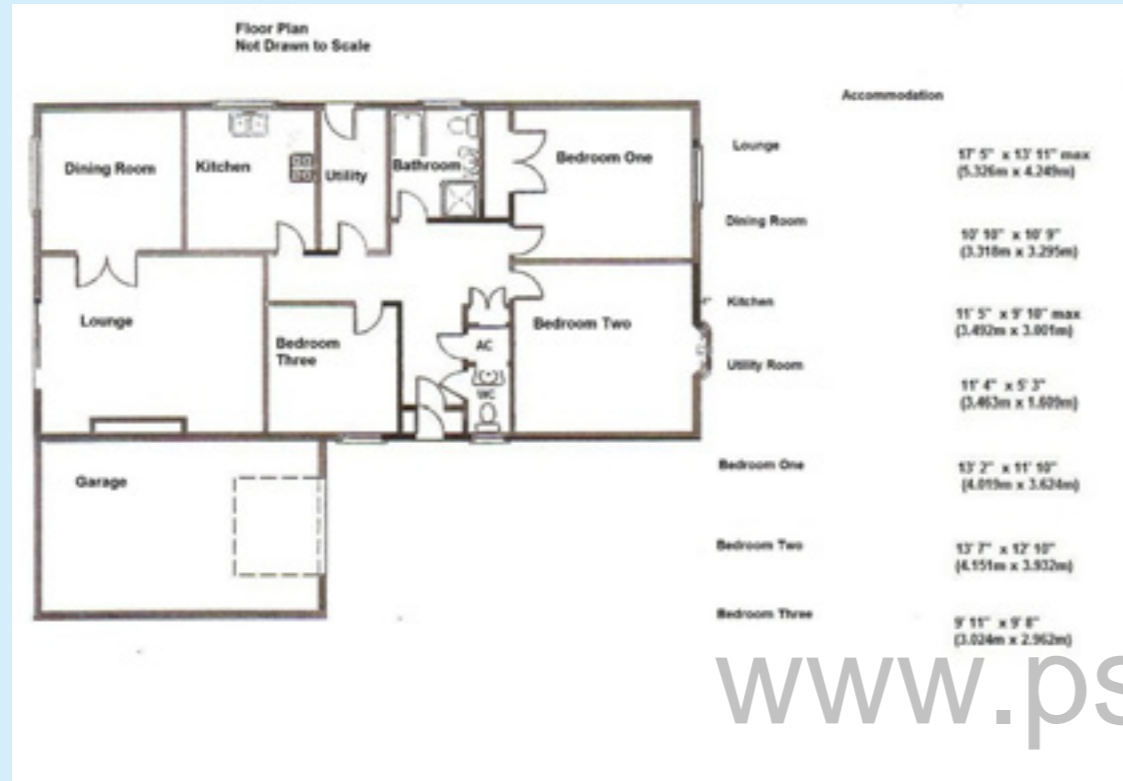 Floor Plan
Not Drawn to Scale
Accommodation
Dining Room
Kitchen
Utility
Bathroom
Bedroom One
Lounge
Bedroom Three
AC
WC
Bedroom Two
Garage
Lounge
17' 5" x 13' 11" max
(5.326m x 4.249m)
Dining Room
10' 10" x 10' 9"
(3.318m x 3.295m)
Kitchen
11' 5" x 9' 10" max
(3.492m x 3.001m)
Utility Room
11' 4" x 5' 3"
(3.463m x 1.609m)
Bedroom One
13' 2" x 11' 10"
(4.019m x 3.624m)
Bedroom Two
13' 7" x 12' 10"
(4.151m x 3.932m)
Bedroom Three
9' 11" x 9' 8"
(3.024m x 2.962m)
www.ps